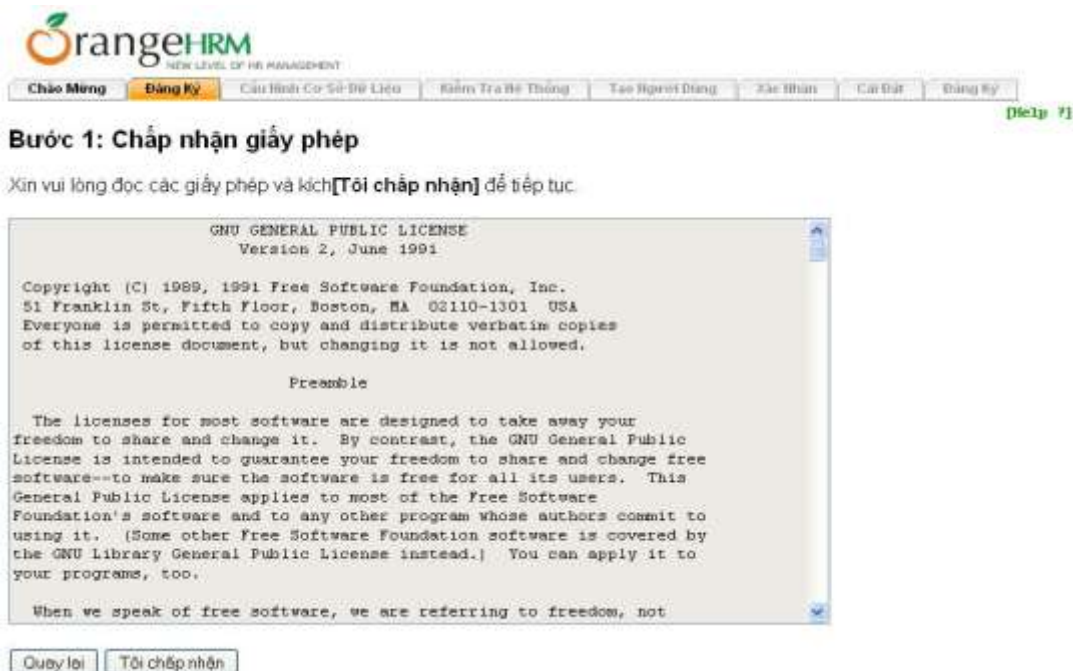 OrangeHRM
NEW LEVEL OF HR MANAGEMENT
Chào Mừng Đăng Ký Cấu Hình Cơ Sở Dữ Liệu Kiểm Tra Hệ Thống Tạo Người Dùng Xác Nhận Cài Đặt Đăng Ký
[Help ?]
Bước 1: Chấp nhận giấy phép
Xin vui lòng đọc các giấy phép và kích[Tôi chấp nhận] để tiếp tục.
GNU GENERAL PUBLIC LICENSE
Version 2, June 1991
Copyright (C) 1989, 1991 Free Software Foundation, Inc.
51 Franklin St, Fifth Floor, Boston, MA 02110-1301 USA
Everyone is permitted to copy and distribute verbatim copies
of this license document, but changing it is not allowed.
Preamble
The licenses for most software are designed to take away your
freedom to share and change it. By contrast, the GNU General Public
License is intended to guarantee your freedom to share and change free
software--to make sure the software is free for all its users. This
General Public License applies to most of the Free Software
Foundation's software and to any other program whose authors commit to
using it. (Some other Free Software Foundation software is covered by
the GNU Library General Public License instead.) You can apply it to
your programs, too.
When we speak of free software, we are referring to freedom, not
Quay lại Tôi chấp nhận